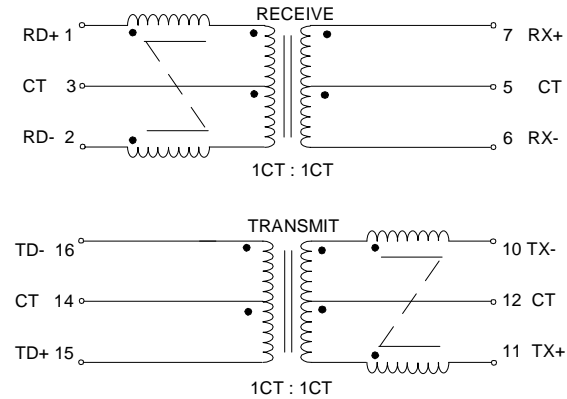 RECEIVE
RD+ 1
7 RX+
CT 3
5 CT
RD- 2
6 RX-
1CT : 1CT
TRANSMIT
TD- 16
10 TX-
CT 14
12 CT
TD+ 15
11 TX+
1CT : 1CT